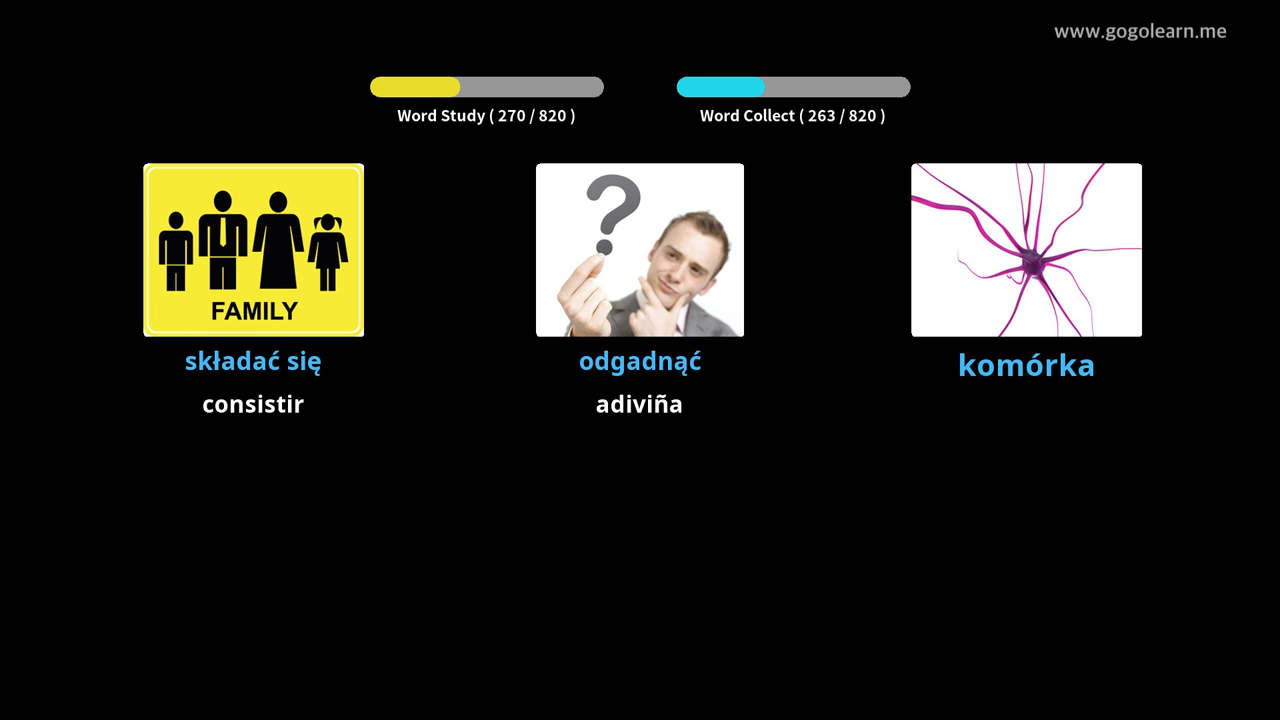 www.gogolearn.me
Word Study ( 270 / 820 )
Word Collect ( 263 / 820 )
FAMILY
?
składać się
odgadnąć
komórka
consistir
adiviña